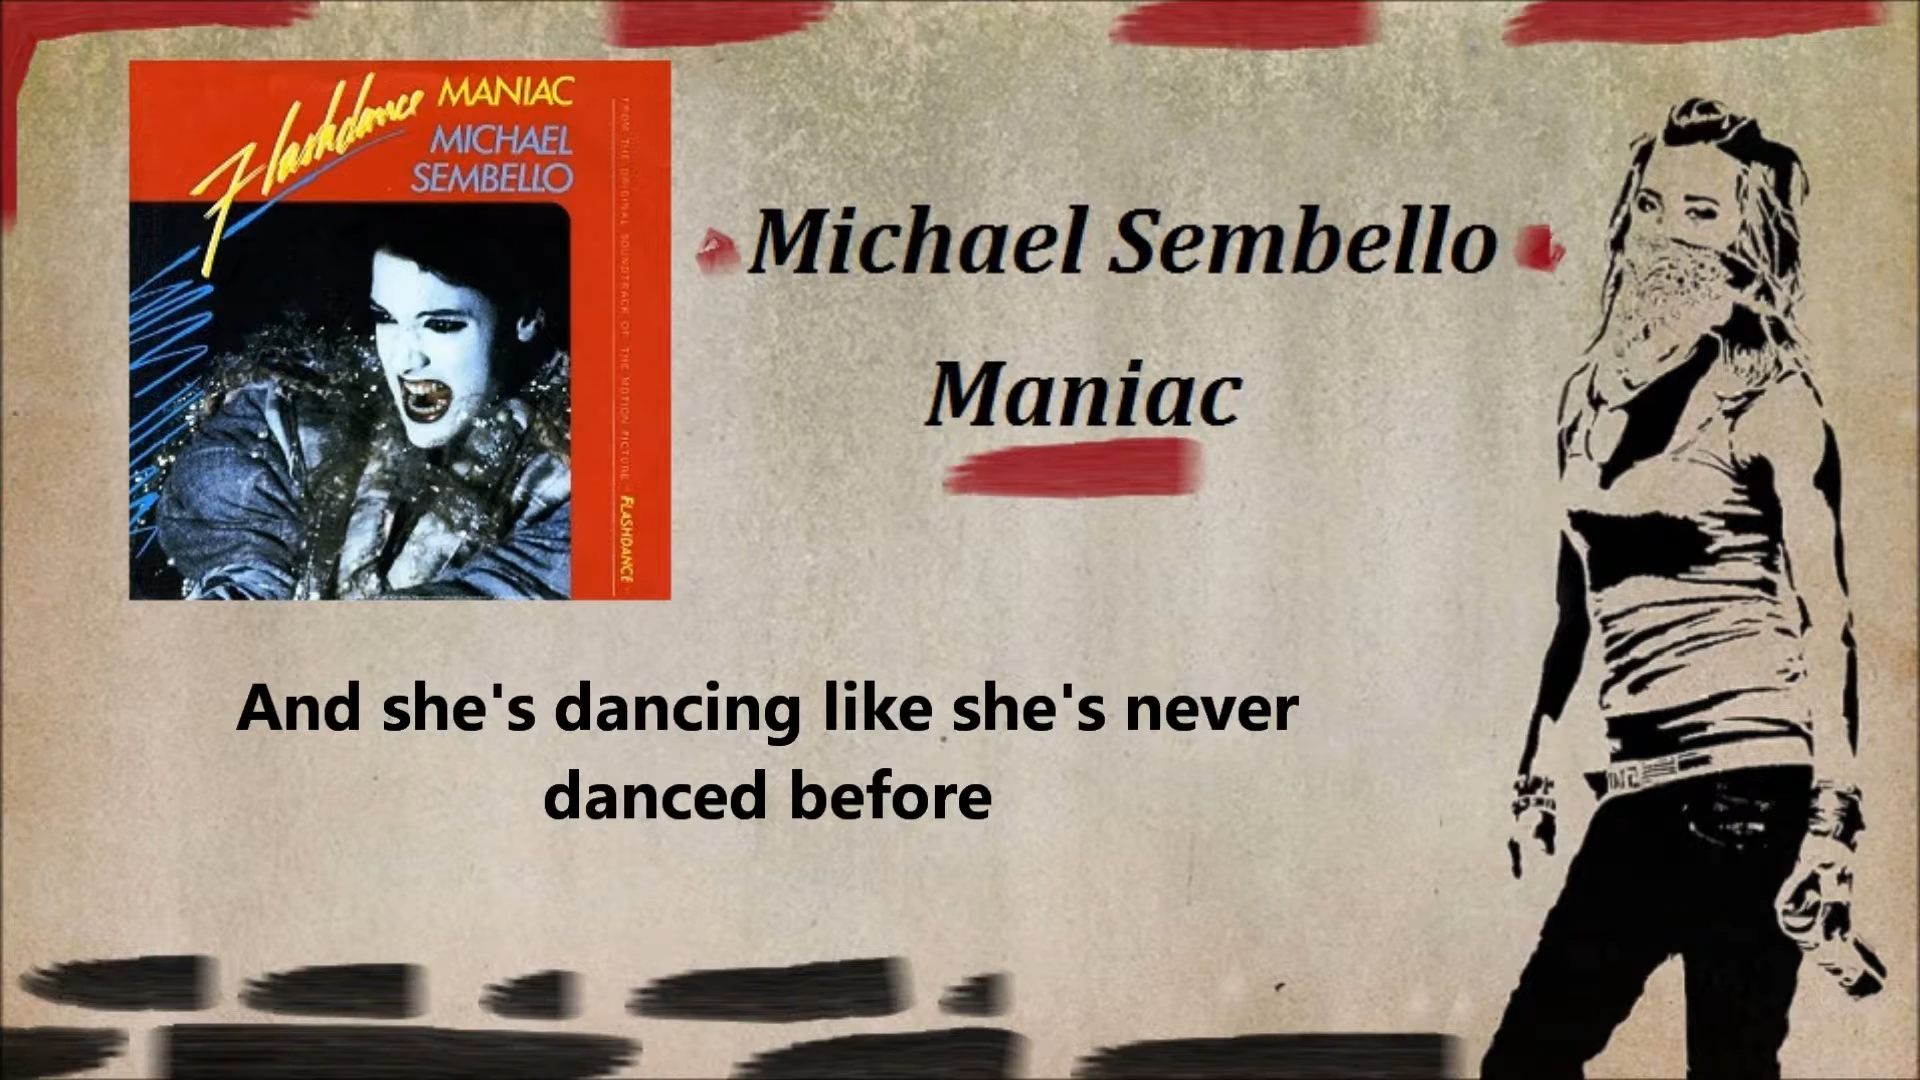 Flashdance MANIAC
MICHAEL
SEMBELLO
FROM THE ORIGINAL SOUNDTRACK OF THE MOTION PICTURE FLASHDANCE
Michael Sembello
Maniac
And she's dancing like she's never
danced before